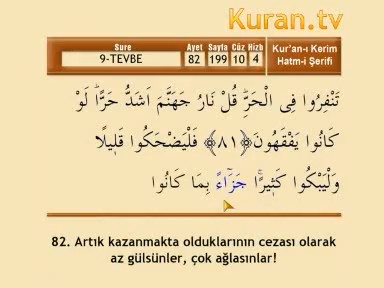 Kuran.tv
Sure Ayet Sayfa Cüz Hizb
9-TEVBE 82 199 10 4
Kur'an-ı Kerim
Hatm-i Şerifi
تَنْفِرُوا فِى الْحَرِّۜ قُلْ نَارُ جَهَنَّمَ اَشَدُّ حَرًّاۜ لَوْ
كَانُوا يَفْقَهُونَ ﴿٨١﴾ فَلْيَضْحَكُوا قَلٖيلًا
وَلْيَبْكُوا كَثٖيرًاۚ جَزَٓاءً بِمَا كَانُوا
82. Artık kazanmakta olduklarının cezası olarak
az gülsünler, çok ağlasınlar!